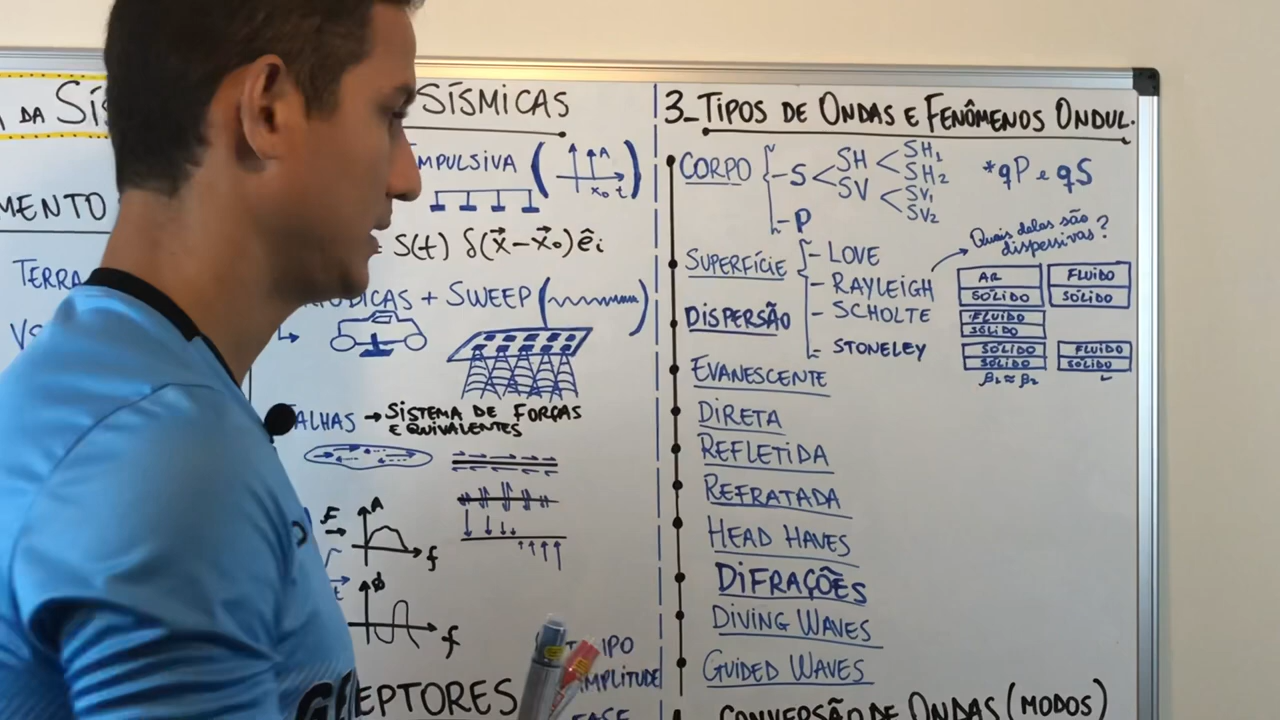 DA SÍS
MENTO
TERRA
SÍSMICAS
IMPULSIVA ( A x₀ t )
= S(t) δ(x⃗-x⃗₀)êᵢ
ÓDICAS + SWEEP ( )
FALHAS → SISTEMA DE FORÇAS
E QUIVALENTES
F A
f
t ϕ
f
TIPO
AMPLITUDE
FASE
EPTORES
3_TIPOS DE ONDAS E FENÔMENOS ONDUL.
CORPO
S
SH
SH₁
SH₂
SV
SV₁
SV₂
P
*qP e qS
SUPERFÍCIE
LOVE
RAYLEIGH
SCHOLTE
STONELEY
Quais delas são
dispersivas?
AR
SÓLIDO
FLUIDO
SÓLIDO
FLUIDO
SÓLIDO
SÓLIDO
SÓLIDO
β₁≈β₂
FLUIDO
SÓLIDO
DISPERSÃO
EVANESCENTE
DIRETA
REFLETIDA
REFRATADA
HEAD HAVES
DIFRAÇÕES
DIVING WAVES
GUIDED WAVES
CONVERSÃO DE ONDAS (MODOS)